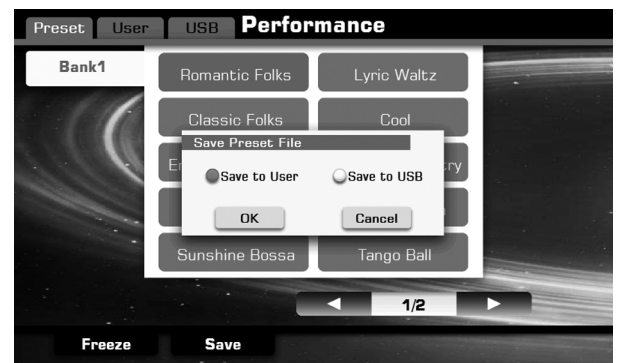 Preset User USB Performance
Bank1
Romantic Folks Lyric Waltz
Classic Folks Cool
Save Preset File
Save to User Save to USB
OK Cancel
Sunshine Bossa Tango Ball
1/2
Freeze Save